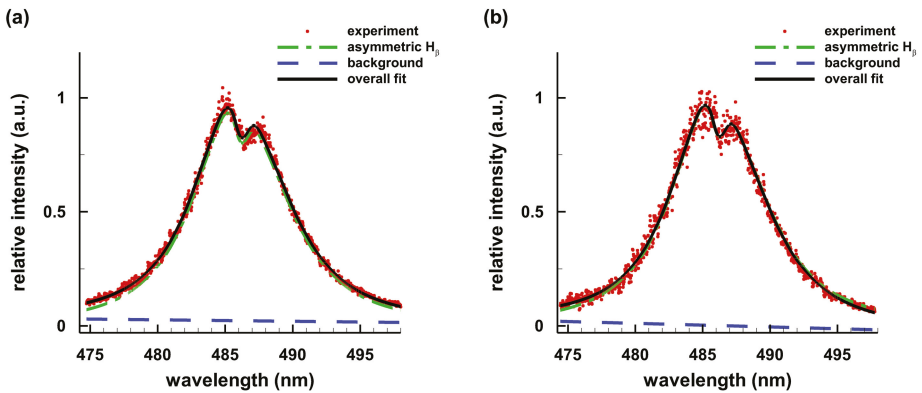 (a)
experiment
asymmetric Hβ
background
overall fit
relative intensity (a.u.)
1
0.5
0
475 480 485 490 495
wavelength (nm)
(b)
experiment
asymmetric Hβ
background
overall fit
relative intensity (a.u.)
1
0.5
0
475 480 485 490 495
wavelength (nm)